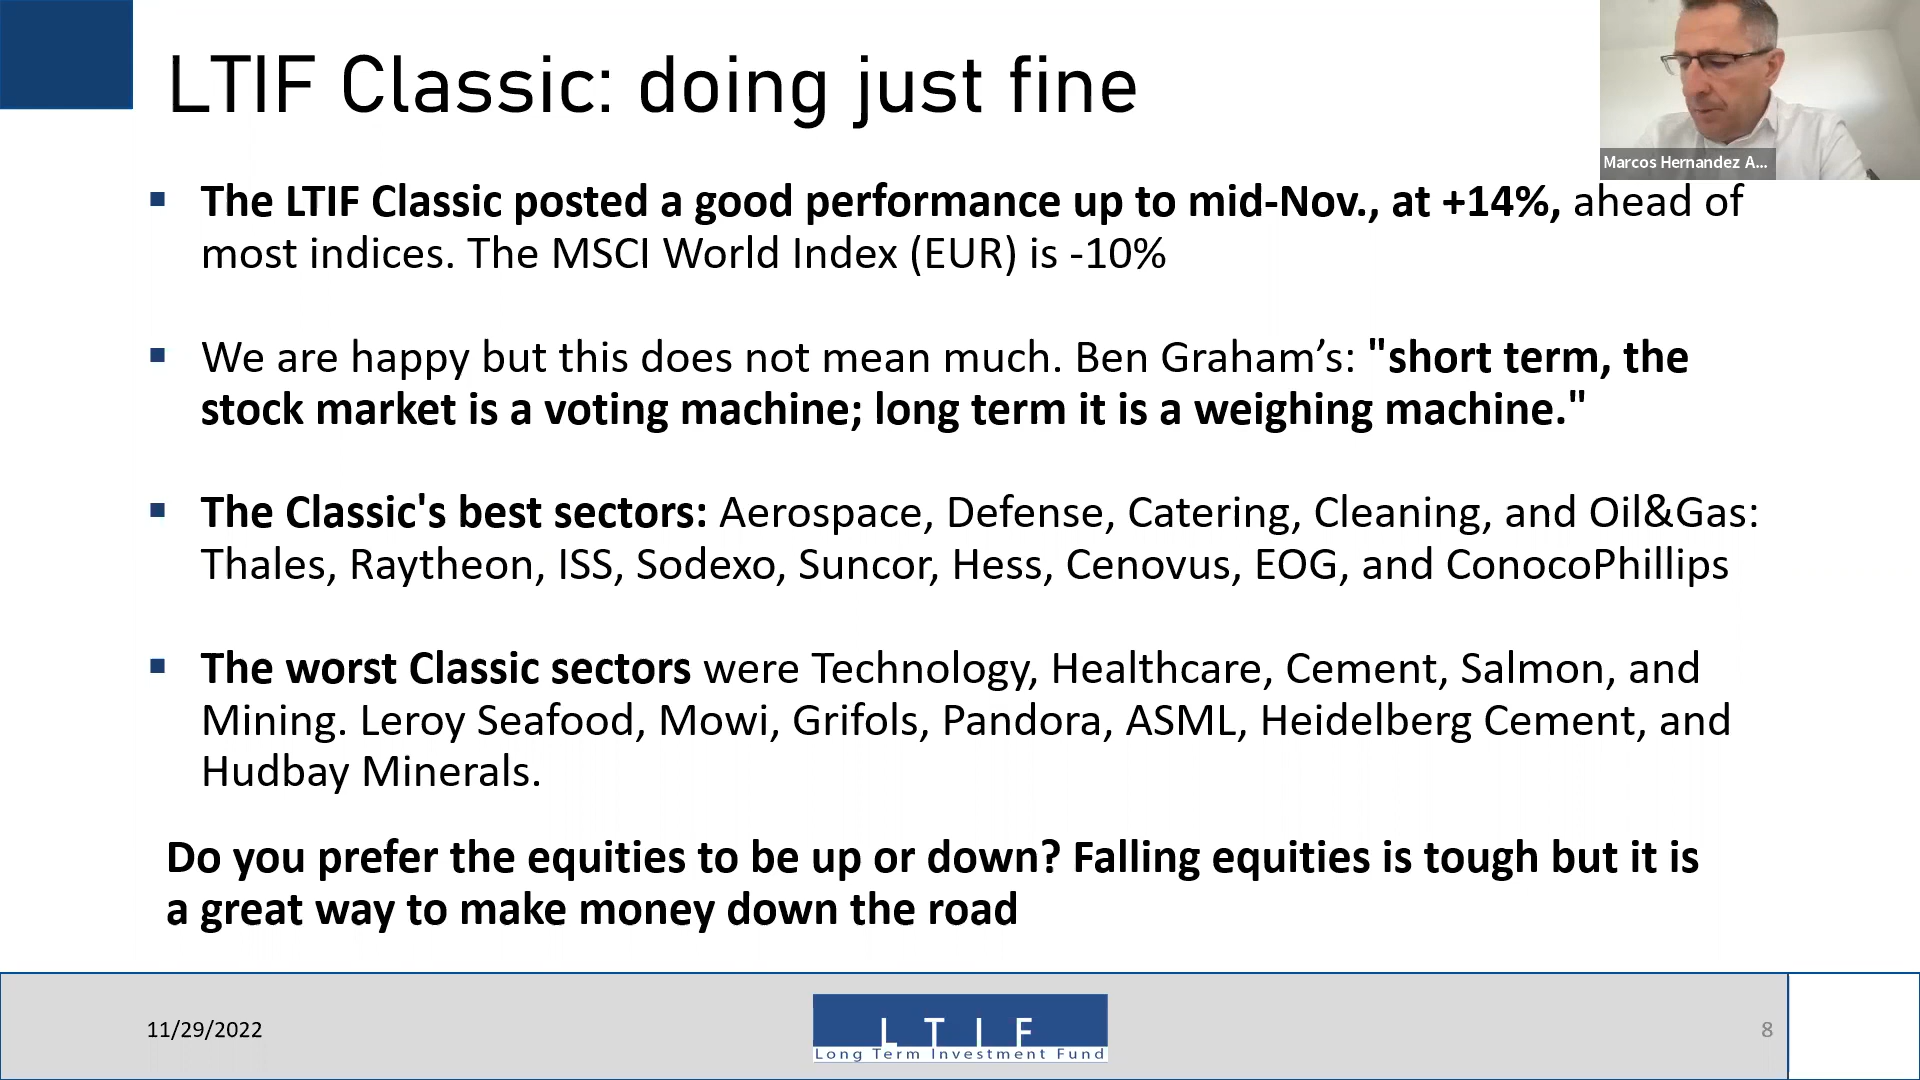 LTIF Classic: doing just fine
Marcos Hernandez A...
▪ The LTIF Classic posted a good performance up to mid-Nov., at +14%, ahead of
most indices. The MSCI World Index (EUR) is -10%
▪ We are happy but this does not mean much. Ben Graham’s: "short term, the
stock market is a voting machine; long term it is a weighing machine."
▪ The Classic's best sectors: Aerospace, Defense, Catering, Cleaning, and Oil&Gas:
Thales, Raytheon, ISS, Sodexo, Suncor, Hess, Cenovus, EOG, and ConocoPhillips
▪ The worst Classic sectors were Technology, Healthcare, Cement, Salmon, and
Mining. Leroy Seafood, Mowi, Grifols, Pandora, ASML, Heidelberg Cement, and
Hudbay Minerals.
Do you prefer the equities to be up or down? Falling equities is tough but it is
a great way to make money down the road
11/29/2022
LTIF
Long Term Investment Fund
8